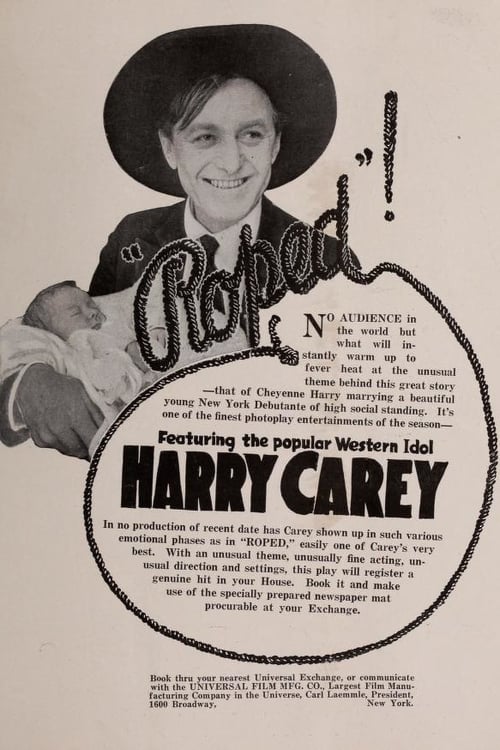 "Roped"!
NO AUDIENCE in
the world but
what will in-
stantly warm up to
fever heat at the unusual
theme behind this great story
—that of Cheyenne Harry marrying a beautiful
young New York Debutante of high social standing. It's
one of the finest photoplay entertainments of the season—
Featuring the popular Western Idol
HARRY CAREY
In no production of recent date has Carey shown up in such various
emotional phases as in "ROPED," easily one of Carey's very
best. With an unusual theme, unusually fine acting, un-
usual direction and settings, this play will register a
genuine hit in your House. Book it and make
use of the specially prepared newspaper mat
procurable at your Exchange.
Book thru your nearest Universal Exchange, or communicate
with the UNIVERSAL FILM MFG. CO., Largest Film Manu-
facturing Company in the Universe, Carl Laemmle, President,
1600 Broadway, New York.